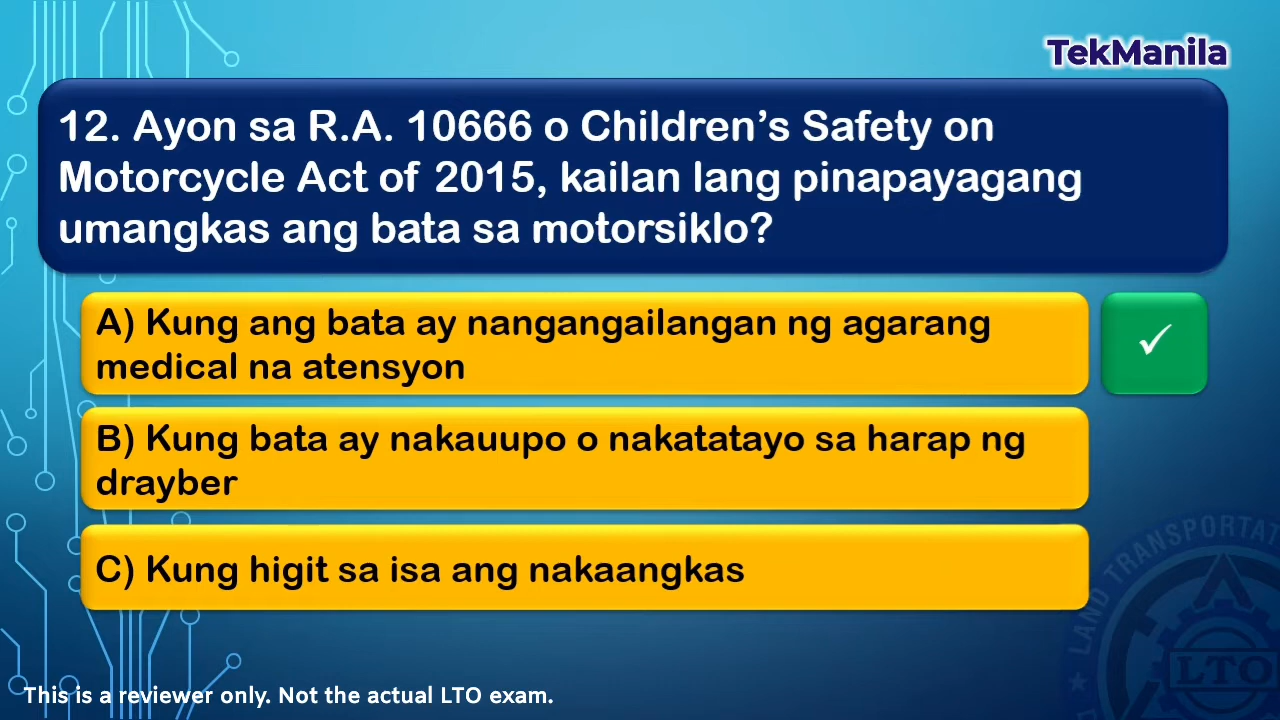 TekManila
12. Ayon sa R.A. 10666 o Children's Safety on
Motorcycle Act of 2015, kailan lang pinapayagang
umangkas ang bata sa motorsiklo?
A) Kung ang bata ay nangangailangan ng agarang
medical na atensyon
✓
B) Kung bata ay nakauupo o nakatatayo sa harap ng
drayber
C) Kung higit sa isa ang nakaangkas
LTO
This is a reviewer only. Not the actual LTO exam.